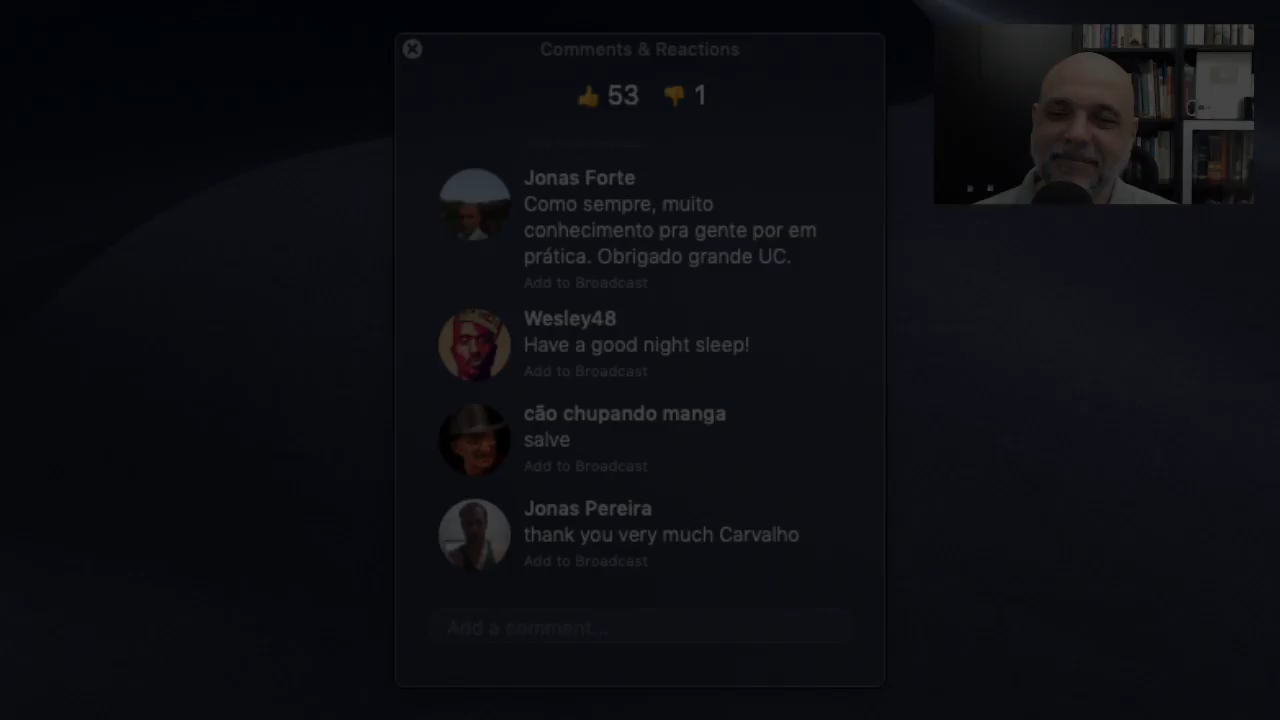 Comments & Reactions
👍 53 👎 1
Jonas Forte
Como sempre, muito
conhecimento pra gente por em
prática. Obrigado grande UC.
Add to Broadcast
Wesley48
Have a good night sleep!
Add to Broadcast
cão chupando manga
salve
Add to Broadcast
Jonas Pereira
thank you very much Carvalho
Add to Broadcast
Add a comment...